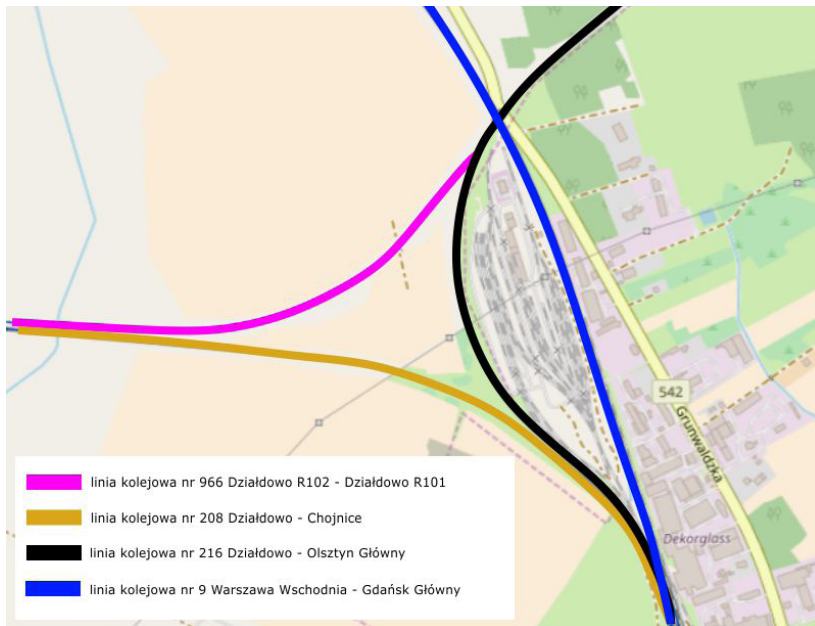 542
Grunwaldzka
Dekorglass
linia kolejowa nr 966 Działdowo R102 - Działdowo R101
linia kolejowa nr 208 Działdowo - Chojnice
linia kolejowa nr 216 Działdowo - Olsztyn Główny
linia kolejowa nr 9 Warszawa Wschodnia - Gdańsk Główny